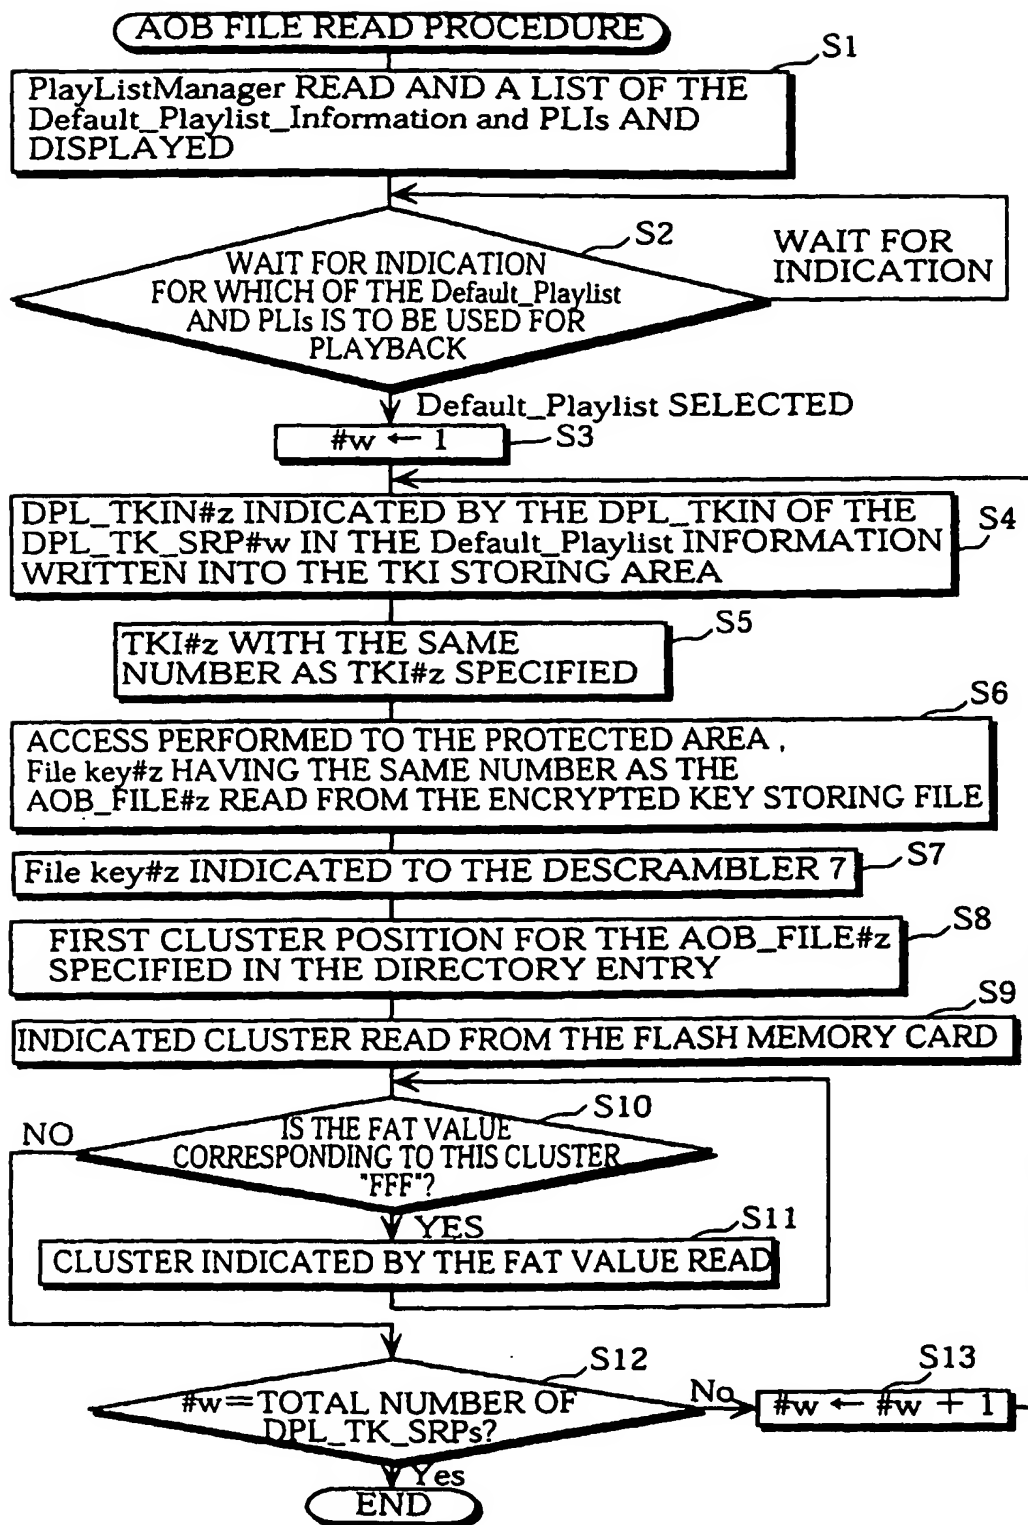 AOB FILE READ PROCEDURE
S1
PlayListManager READ AND A LIST OF THE
Default_Playlist_Information and PLIs AND
DISPLAYED
S2
WAIT FOR INDICATION
FOR WHICH OF THE Default_Playlist
AND PLIs IS TO BE USED FOR
PLAYBACK
WAIT FOR
INDICATION
Default_Playlist SELECTED
#w ← 1
S3
DPL_TKIN#z INDICATED BY THE DPL_TKIN OF THE
DPL_TK_SRP#w IN THE Default_Playlist INFORMATION
WRITTEN INTO THE TKI STORING AREA
S4
S5
TKI#z WITH THE SAME
NUMBER AS TKI#z SPECIFIED
S6
ACCESS PERFORMED TO THE PROTECTED AREA ,
File key#z HAVING THE SAME NUMBER AS THE
AOB_FILE#z READ FROM THE ENCRYPTED KEY STORING FILE
File key#z INDICATED TO THE DESCRAMBLER 7
S7
FIRST CLUSTER POSITION FOR THE AOB_FILE#z
SPECIFIED IN THE DIRECTORY ENTRY
S8
S9
INDICATED CLUSTER READ FROM THE FLASH MEMORY CARD
S10
NO
IS THE FAT VALUE
CORRESPONDING TO THIS CLUSTER
"FFF"?
YES
S11
CLUSTER INDICATED BY THE FAT VALUE READ
S12
#w=TOTAL NUMBER OF
DPL_TK_SRPs?
No
S13
#w ← #w + 1
Yes
END